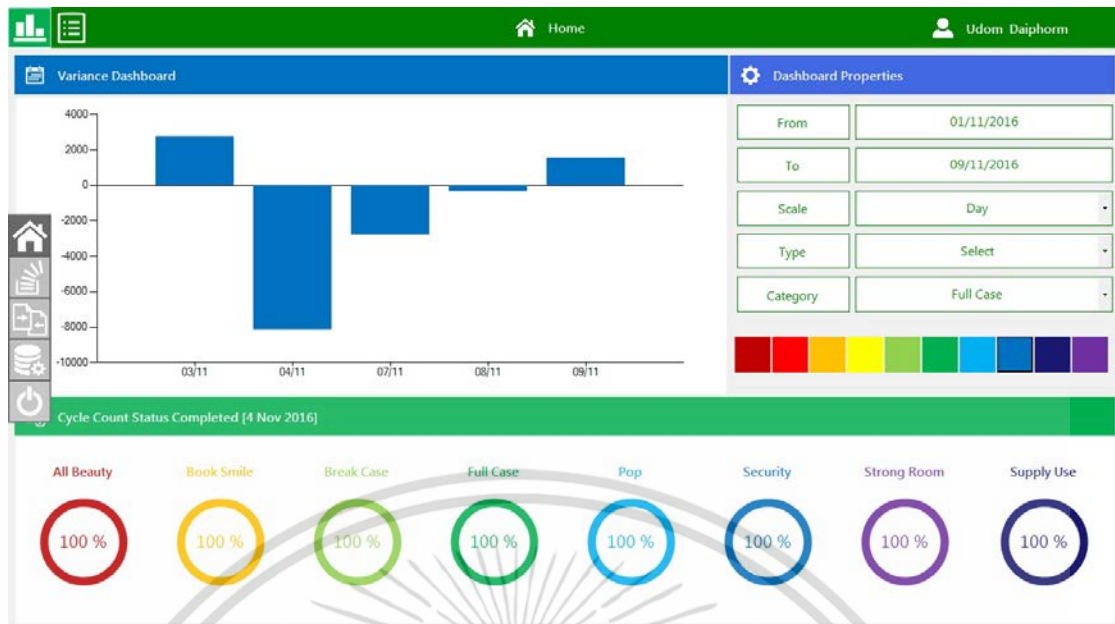 Home
Udom Daiphorm
Variance Dashboard
Dashboard Properties
4000
2000
0
-2000
-4000
-6000
-8000
-10000
03/11 04/11 07/11 08/11 09/11
From 01/11/2016
To 09/11/2016
Scale Day
Type Select
Category Full Case
Cycle Count Status Completed [4 Nov 2016]
All Beauty Book Smile Break Case Full Case Pop Security Strong Room Supply Use
100 % 100 % 100 % 100 % 100 % 100 % 100 % 100 %